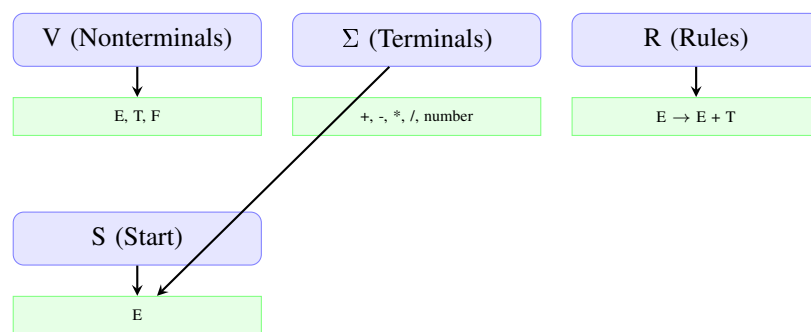 V (Nonterminals)
Σ (Terminals)
R (Rules)
E, T, F
+, -, *, /, number
E → E + T
S (Start)
E